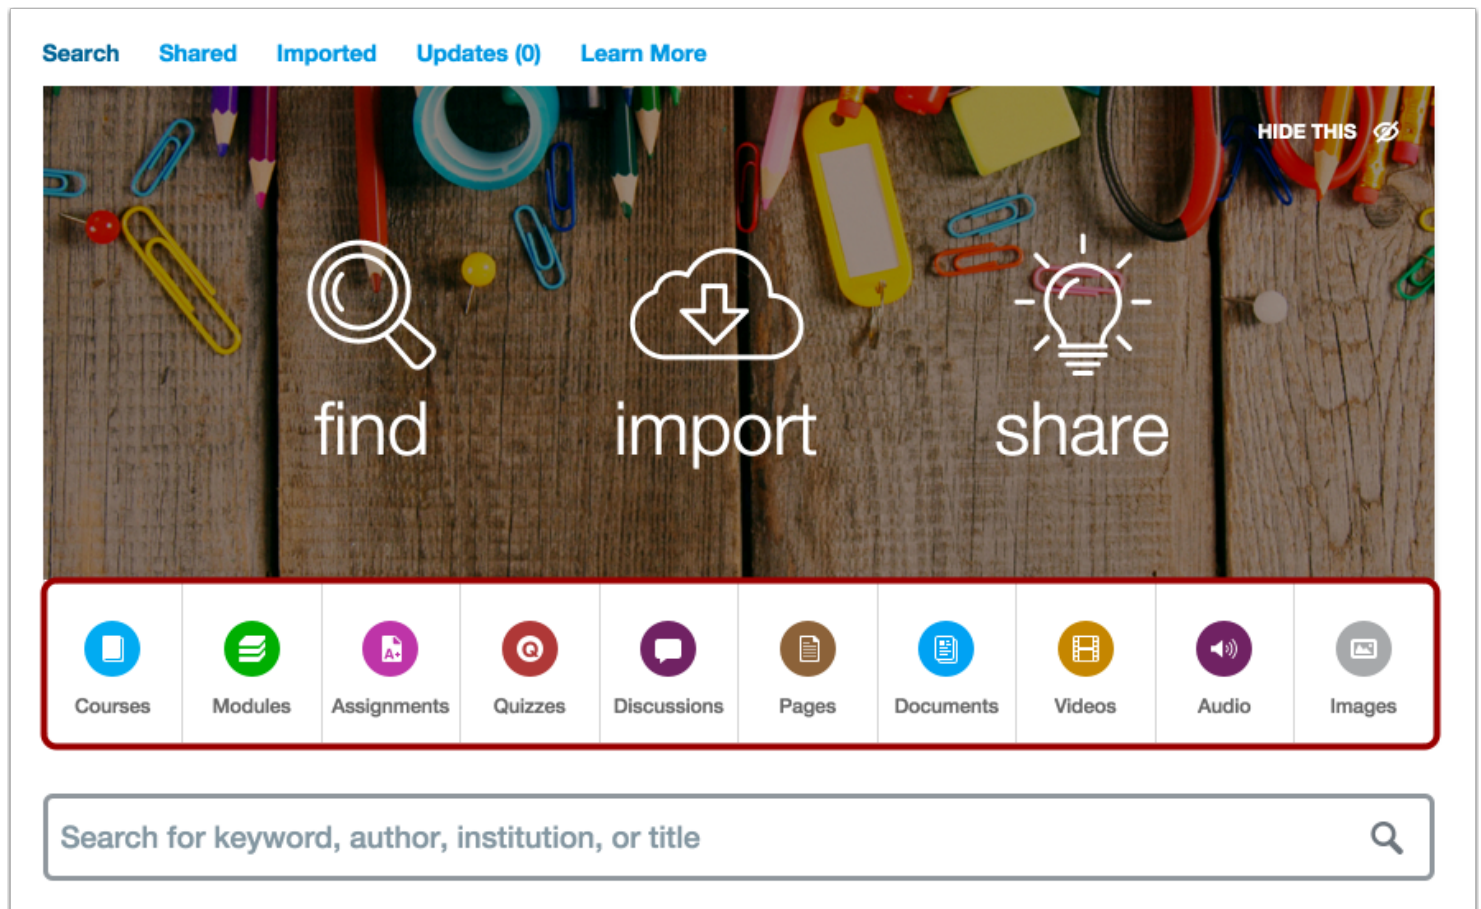 Search Shared Imported Updates (0) Learn More
HIDE THIS
find import share
A+
Q
Courses Modules Assignments Quizzes Discussions Pages Documents Videos Audio Images
Search for keyword, author, institution, or title